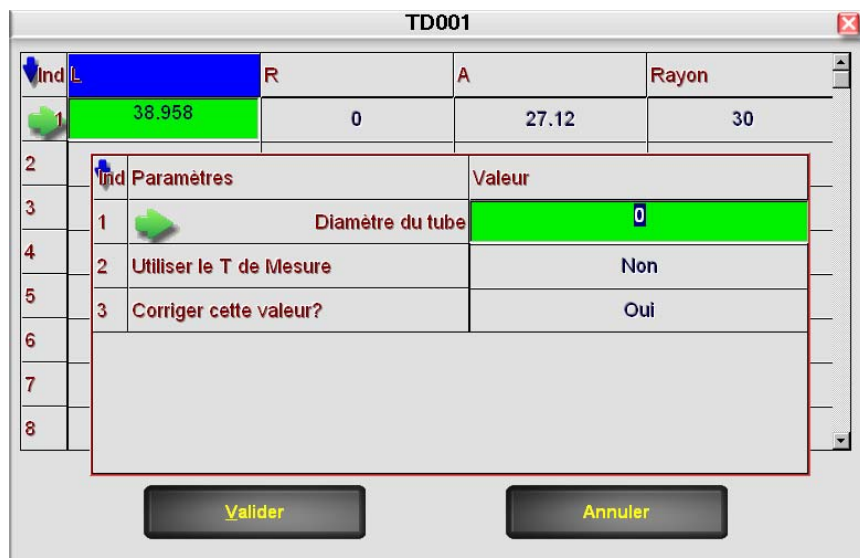 TD001
Ind L R A Rayon
1 38.958 0 27.12 30
2
Ind Paramètres Valeur
3
1 Diamètre du tube 0
4
2 Utiliser le T de Mesure Non
5
3 Corriger cette valeur? Oui
6
7
8
Valider Annuler